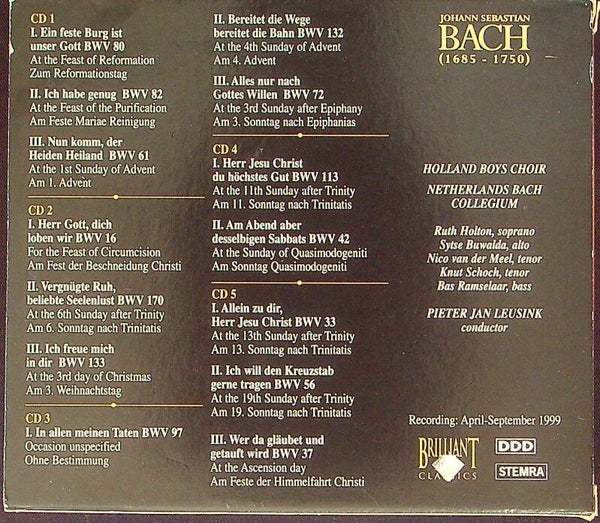 CD 1
I. Ein feste Burg ist
unser Gott BWV 80
At the Feast of Reformation
Zum Reformationstag
II. Ich habe genug BWV 82
At the Feast of the Purification
Am Feste Mariae Reinigung
III. Nun komm, der
Heiden Heiland BWV 61
At the 1st Sunday of Advent
Am 1. Advent
CD 2
I. Herr Gott, dich
loben wir BWV 16
For the Feast of Circumcision
Am Fest der Beschneidung Christi
II. Vergnügte Ruh,
beliebte Seelenlust BWV 170
At the 6th Sunday after Trinity
Am 6. Sonntag nach Trinitatis
III. Ich freue mich
in dir BWV 133
At the 3rd day of Christmas
Am 3. Weihnachtstag
CD 3
I. In allen meinen Taten BWV 97
Occasion unspecified
Ohne Bestimmung
II. Bereitet die Wege
bereitet die Bahn BWV 132
At the 4th Sunday of Advent
Am 4. Advent
III. Alles nur nach
Gottes Willen BWV 72
At the 3rd Sunday after Epiphany
Am 3. Sonntag nach Epiphanias
CD 4
I. Herr Jesu Christ
du höchstes Gut BWV 113
At the 11th Sunday after Trinity
Am 11. Sonntag nach Trinitatis
II. Am Abend aber
desselbigen Sabbats BWV 42
At the Sunday of Quasimodogeniti
Am Sonntag Quasimodogeniti
CD 5
I. Allein zu dir,
Herr Jesu Christ BWV 33
At the 13th Sunday after Trinity
Am 13. Sonntag nach Trinitatis
II. Ich will den Kreuzstab
gerne tragen BWV 56
At the 19th Sunday after Trinity
Am 19. Sonntag nach Trinitatis
III. Wer da gläubet und
getauft wird BWV 37
At the Ascension day
Am Feste der Himmelfahrt Christi
JOHANN SEBASTIAN
BACH
(1685 - 1750)
HOLLAND BOYS CHOIR
NETHERLANDS BACH
COLLEGIUM
Ruth Holton, soprano
Sytse Buwalda, alto
Nico van der Meel, tenor
Knut Schoch, tenor
Bas Ramselaar, bass
PIETER JAN LEUSINK
conductor
Recording: April-September 1999
BRILLIANT
CLASSICS
DDD
STEMRA